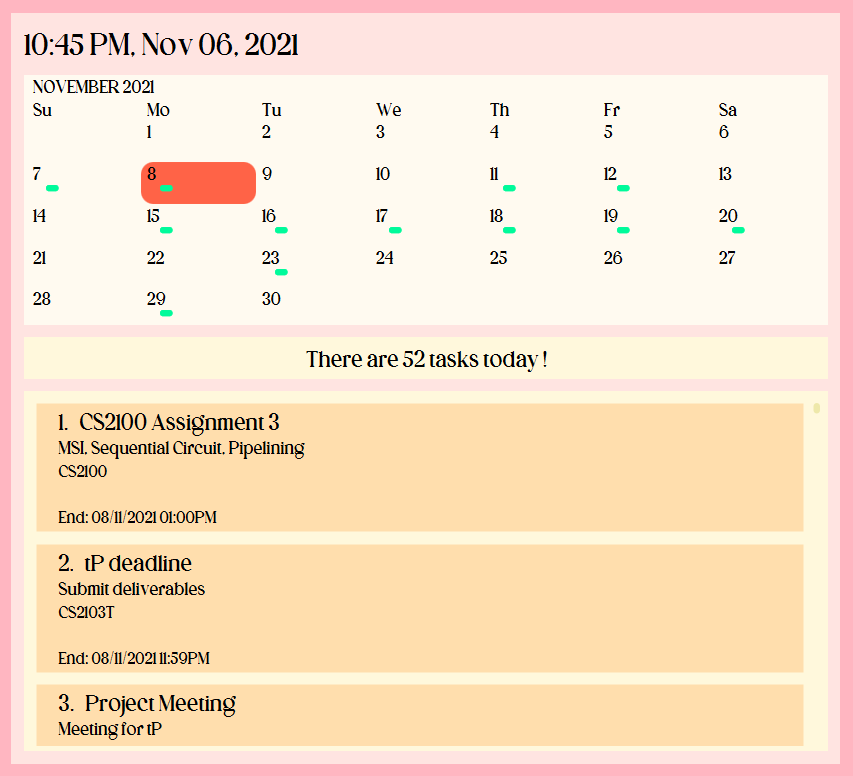 10:45 PM, Nov 06, 2021
NOVEMBER 2021
Su Mo Tu We Th Fr Sa
1 2 3 4 5 6
7 8 9 10 11 12 13
14 15 16 17 18 19 20
21 22 23 24 25 26 27
28 29 30
There are 52 tasks today !
1. CS2100 Assignment 3
MSI, Sequential Circuit, Pipelining
CS2100
End: 08/11/2021 01:00PM
2. tP deadline
Submit deliverables
CS2103T
End: 08/11/2021 11:59PM
3. Project Meeting
Meeting for tP